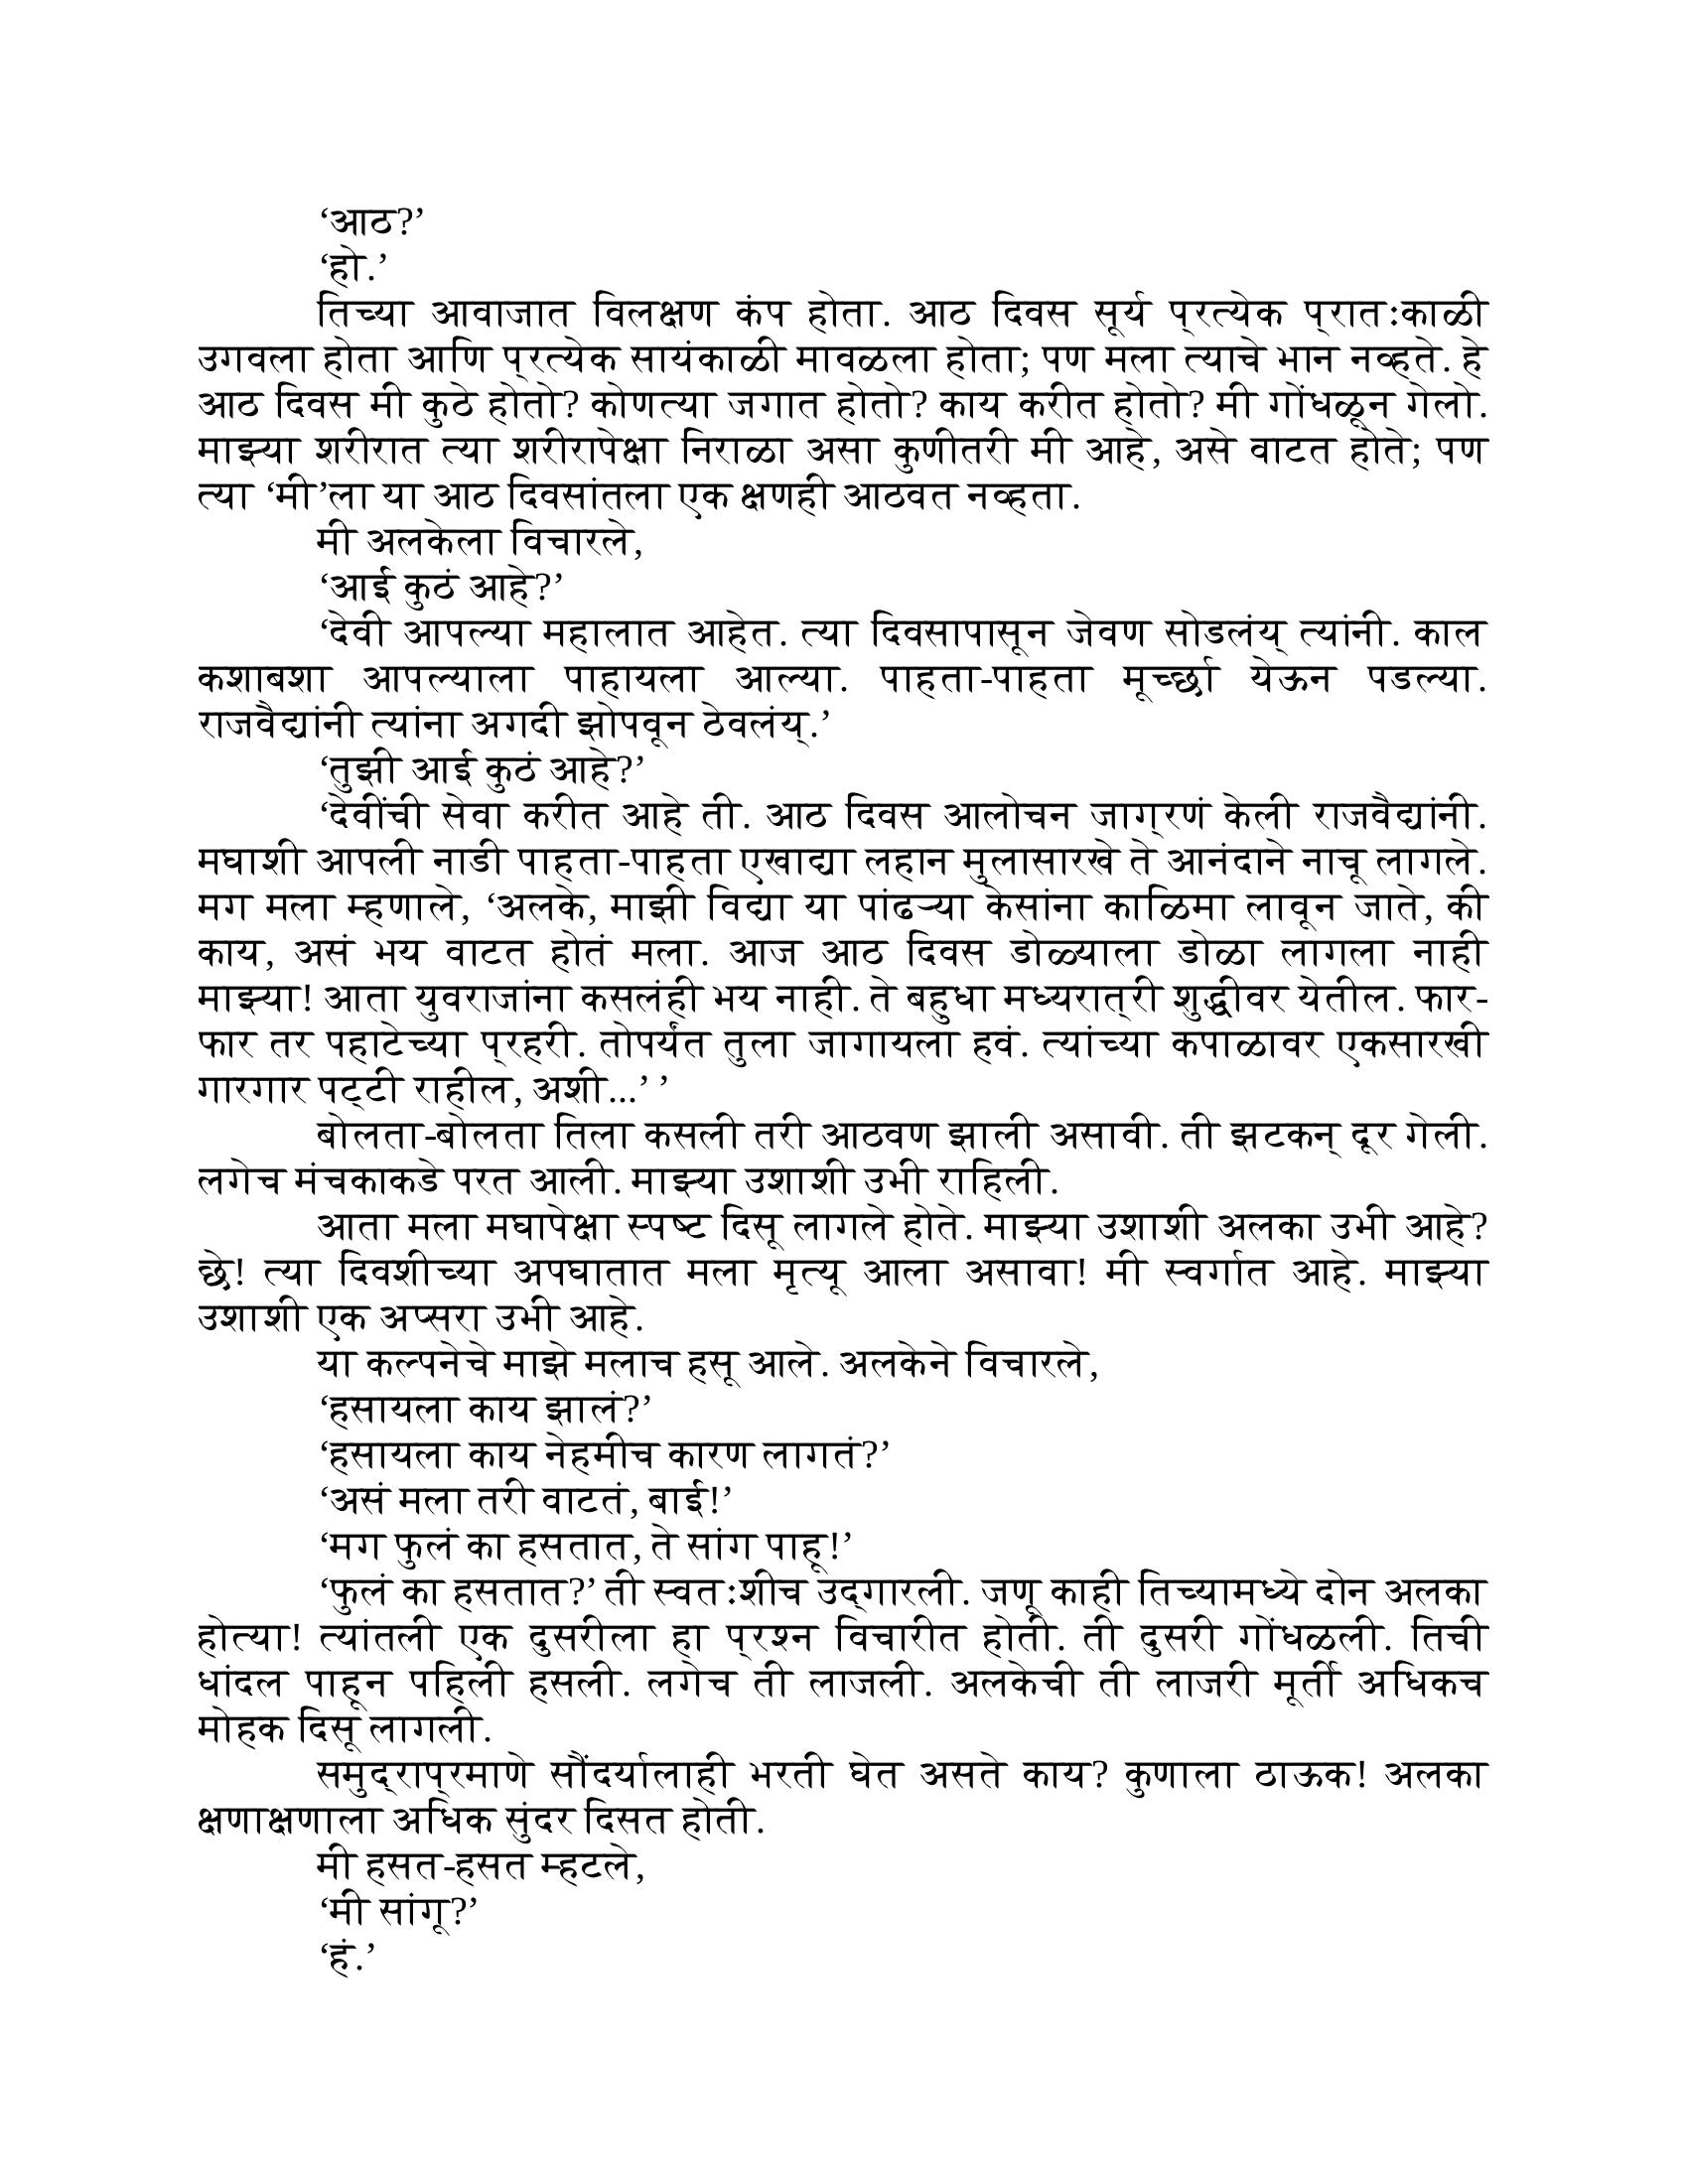 ‘आठ?’
‘हो.’
तिच्या आवाजात विलक्षण कंप होता. आठ दिवस सूर्य प्रत्येक प्रातःकाळी
उगवला होता आणि प्रत्येक सायंकाळी मावळला होता; पण मला त्याचे भान नव्हते. हे
आठ दिवस मी कुठे होतो? कोणत्या जगात होतो? काय करीत होतो? मी गोंधळून गेलो.
माझ्या शरीरात त्या शरीरापेक्षा निराळा असा कुणीतरी मी आहे, असे वाटत होते; पण
त्या ‘मी’ला या आठ दिवसांतला एक क्षणही आठवत नव्हता.
मी अलकेला विचारले,
‘आई कुठं आहे?’
‘देवी आपल्या महालात आहेत. त्या दिवसापासून जेवण सोडलंय् त्यांनी. काल
कशाबशा आपल्याला पाहायला आल्या. पाहता-पाहता मूर्च्छा येऊन पडल्या.
राजवैद्यांनी त्यांना अगदी झोपवून ठेवलंय्.’
‘तुझी आई कुठं आहे?’
‘देवींची सेवा करीत आहे ती. आठ दिवस आलोचन जाग्रणं केली राजवैद्यांनी.
मघाशी आपली नाडी पाहता-पाहता एखाद्या लहान मुलासारखे ते आनंदाने नाचू लागले.
मग मला म्हणाले, ‘अलके, माझी विद्या या पांढऱ्या केसांना काळिमा लावून जाते, की
काय, असं भय वाटत होतं मला. आज आठ दिवस डोळ्याला डोळा लागला नाही
माझ्या! आता युवराजांना कसलंही भय नाही. ते बहुधा मध्यरात्री शुद्धीवर येतील. फार-
फार तर पहाटेच्या प्रहरी. तोपर्यंत तुला जागायला हवं. त्यांच्या कपाळावर एकसारखी
गारगार पट्टी राहील, अशी...’ ’
बोलता-बोलता तिला कसली तरी आठवण झाली असावी. ती झटकन् दूर गेली.
लगेच मंचकाकडे परत आली. माझ्या उशाशी उभी राहिली.
आता मला मघापेक्षा स्पष्ट दिसू लागले होते. माझ्या उशाशी अलका उभी आहे?
छे! त्या दिवशीच्या अपघातात मला मृत्यू आला असावा! मी स्वर्गात आहे. माझ्या
उशाशी एक अप्सरा उभी आहे.
या कल्पनेचे माझे मलाच हसू आले. अलकेने विचारले,
‘हसायला काय झालं?’
‘हसायला काय नेहमीच कारण लागतं?’
‘असं मला तरी वाटतं, बाई!’
‘मग फुलं का हसतात, ते सांग पाहू!’
‘फुलं का हसतात?’ ती स्वतःशीच उद्‌गारली. जणू काही तिच्यामध्ये दोन अलका
होत्या! त्यांतली एक दुसरीला हा प्रश्न विचारीत होती. ती दुसरी गोंधळली. तिची
धांदल पाहून पहिली हसली. लगेच ती लाजली. अलकेची ती लाजरी मूर्ती अधिकच
मोहक दिसू लागली.
समुद्राप्रमाणे सौंदर्यालाही भरती घेत असते काय? कुणाला ठाऊक! अलका
क्षणाक्षणाला अधिक सुंदर दिसत होती.
मी हसत-हसत म्हटले,
‘मी सांगू?’
‘हं.’